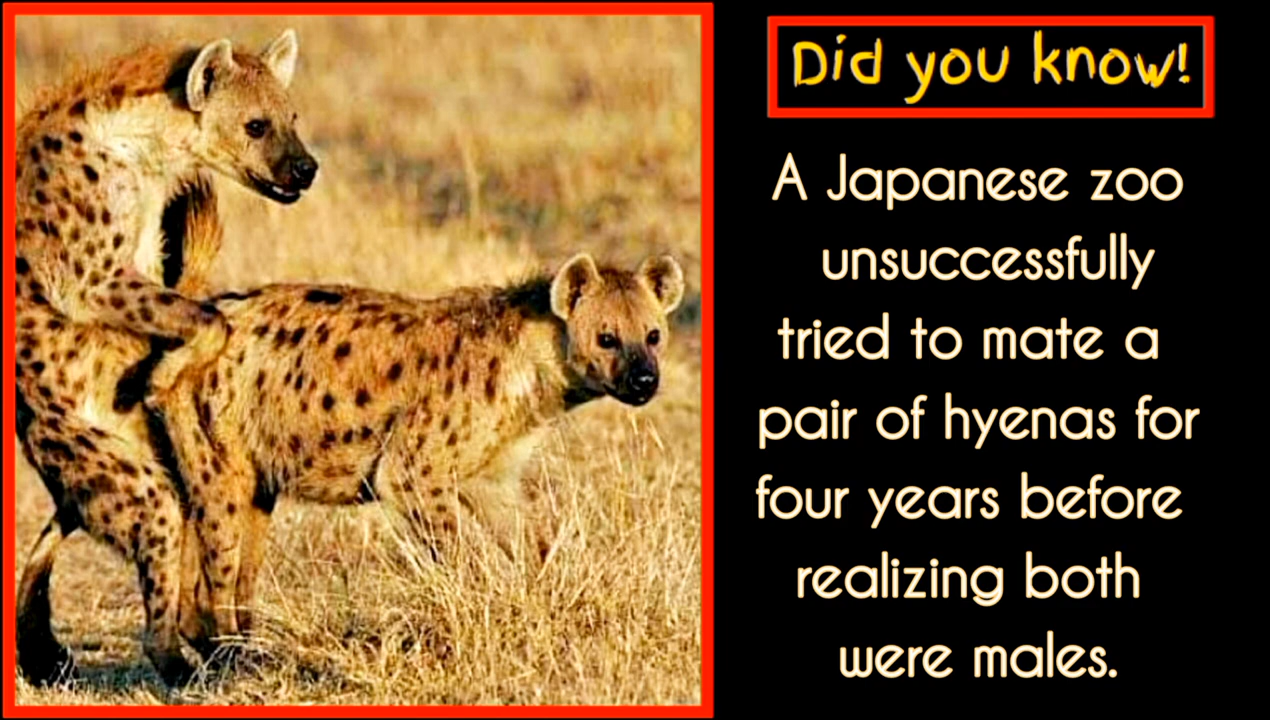 Did you know!
A Japanese zoo
unsuccessfully
tried to mate a
pair of hyenas for
four years before
realizing both
were males.